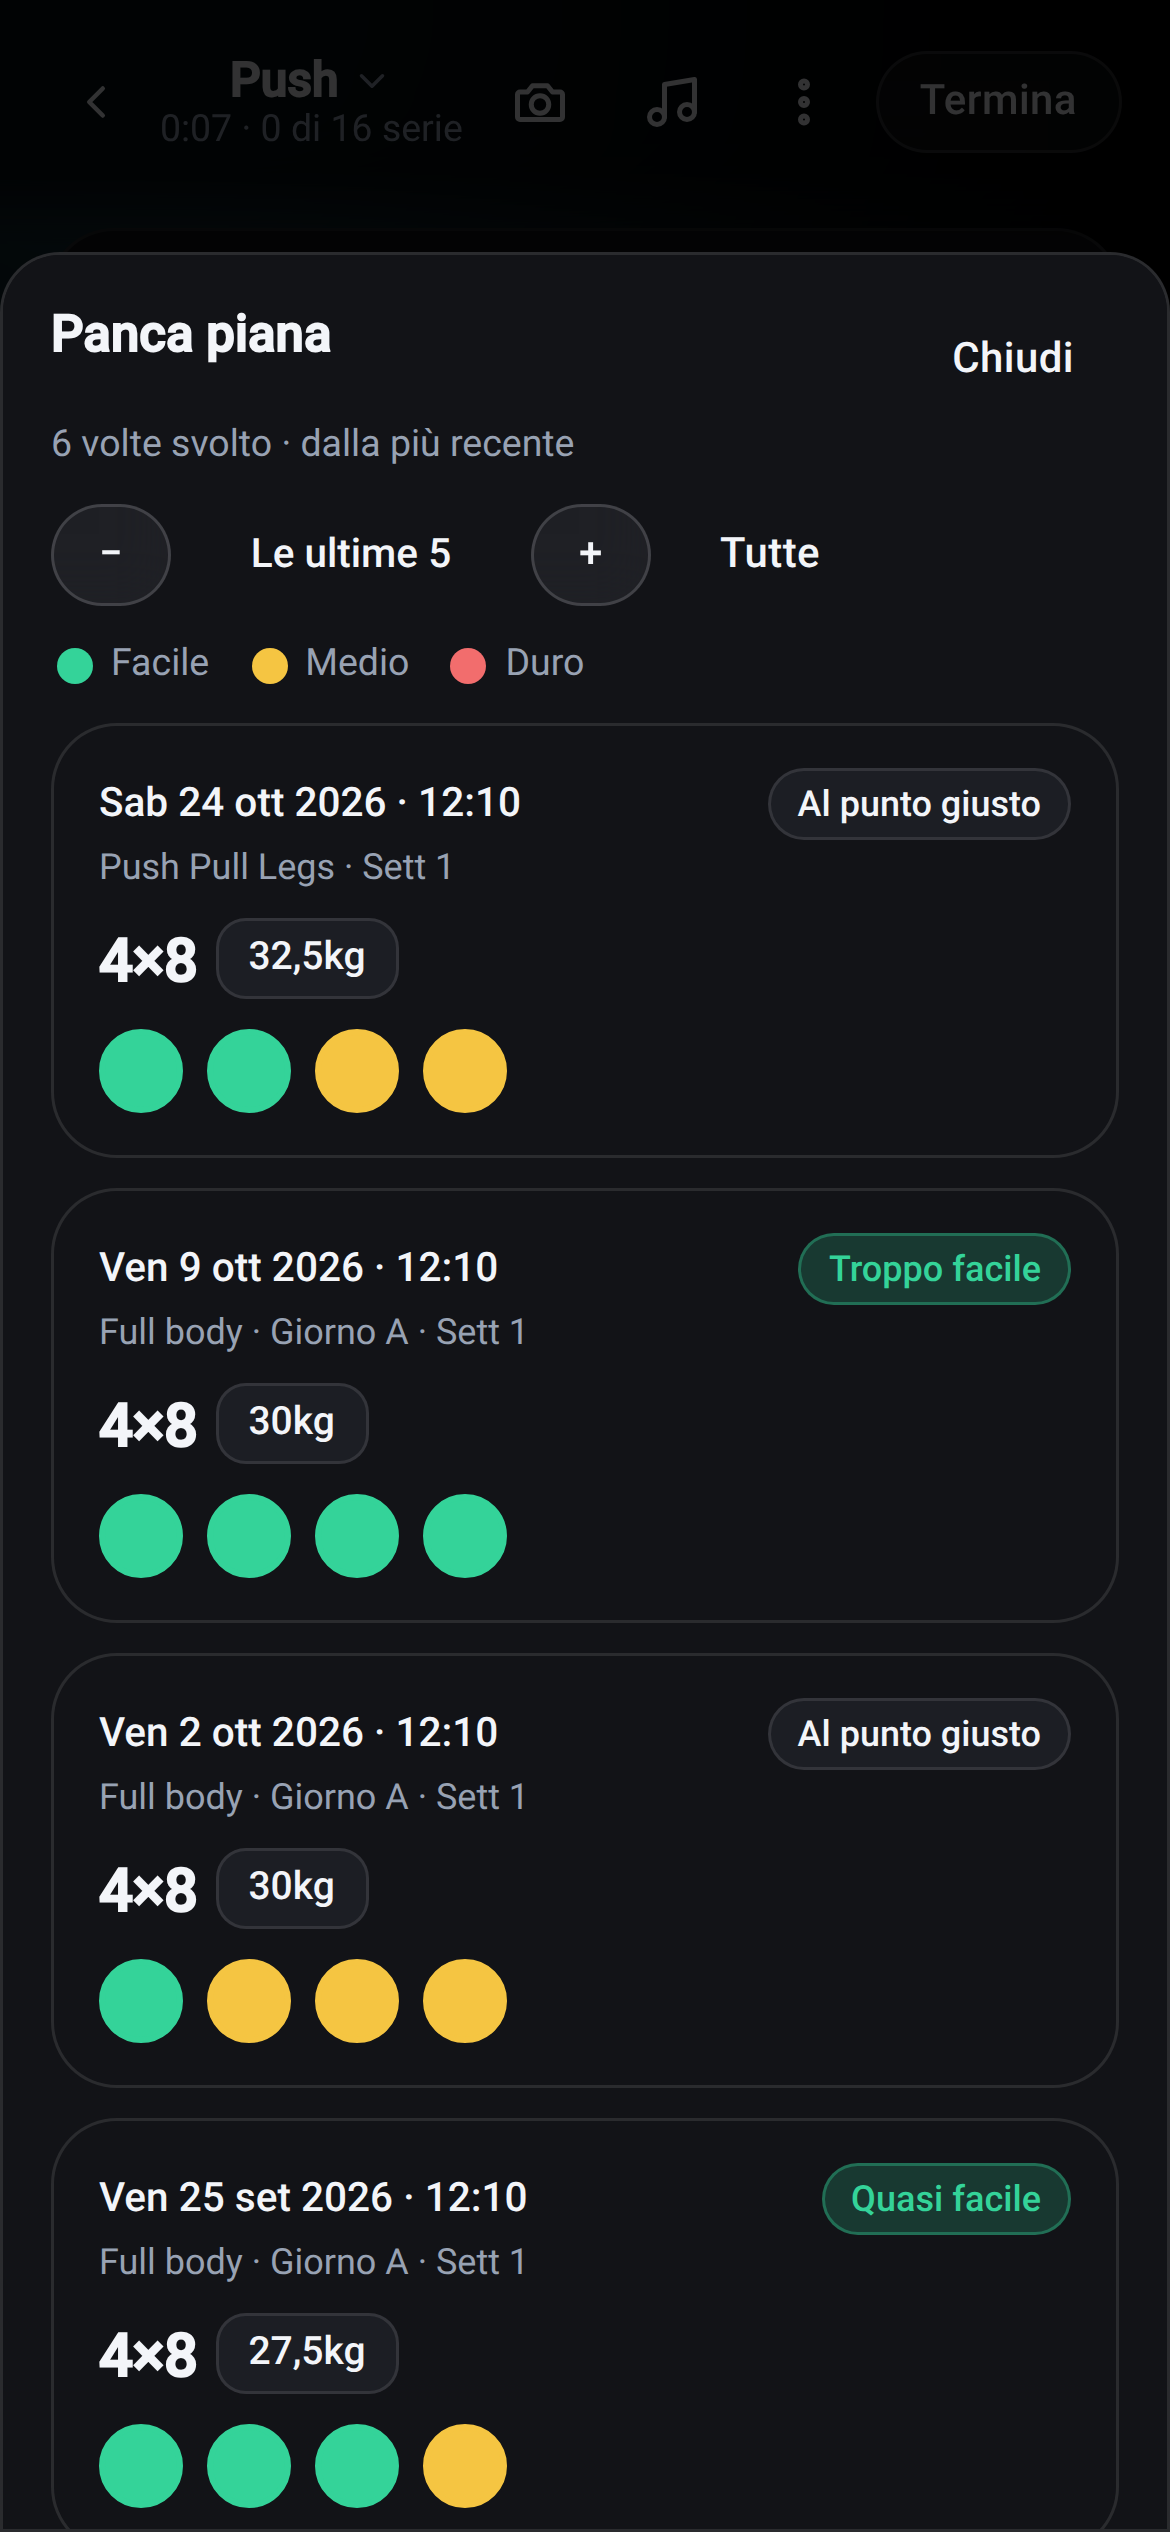 Push
Termina
0:07 · 0 di 16 serie
Panca piana
Chiudi
6 volte svolto · dalla più recente
− Le ultime 5 + Tutte
Facile Medio Duro
Sab 24 ott 2026 · 12:10
Al punto giusto
Push Pull Legs · Sett 1
4×8 32,5kg
Ven 9 ott 2026 · 12:10
Troppo facile
Full body · Giorno A · Sett 1
4×8 30kg
Ven 2 ott 2026 · 12:10
Al punto giusto
Full body · Giorno A · Sett 1
4×8 30kg
Ven 25 set 2026 · 12:10
Quasi facile
Full body · Giorno A · Sett 1
4×8 27,5kg